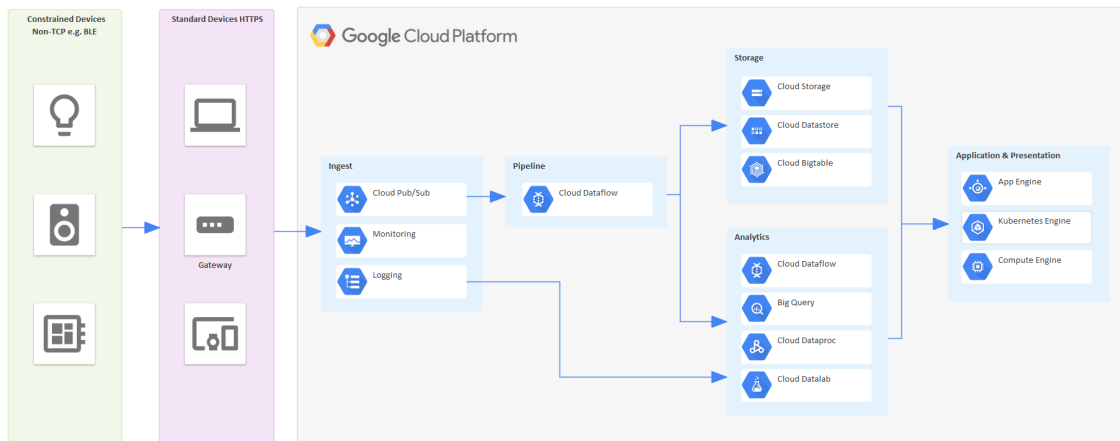 Constrained Devices
Non-TCP e.g. BLE
Standard Devices HTTPS
Gateway
Google Cloud Platform
Ingest
Cloud Pub/Sub
Monitoring
Logging
Pipeline
Cloud Dataflow
Storage
Cloud Storage
Cloud Datastore
Cloud Bigtable
Analytics
Cloud Dataflow
Big Query
Cloud Dataproc
Cloud Datalab
Application & Presentation
App Engine
Kubernetes Engine
Compute Engine